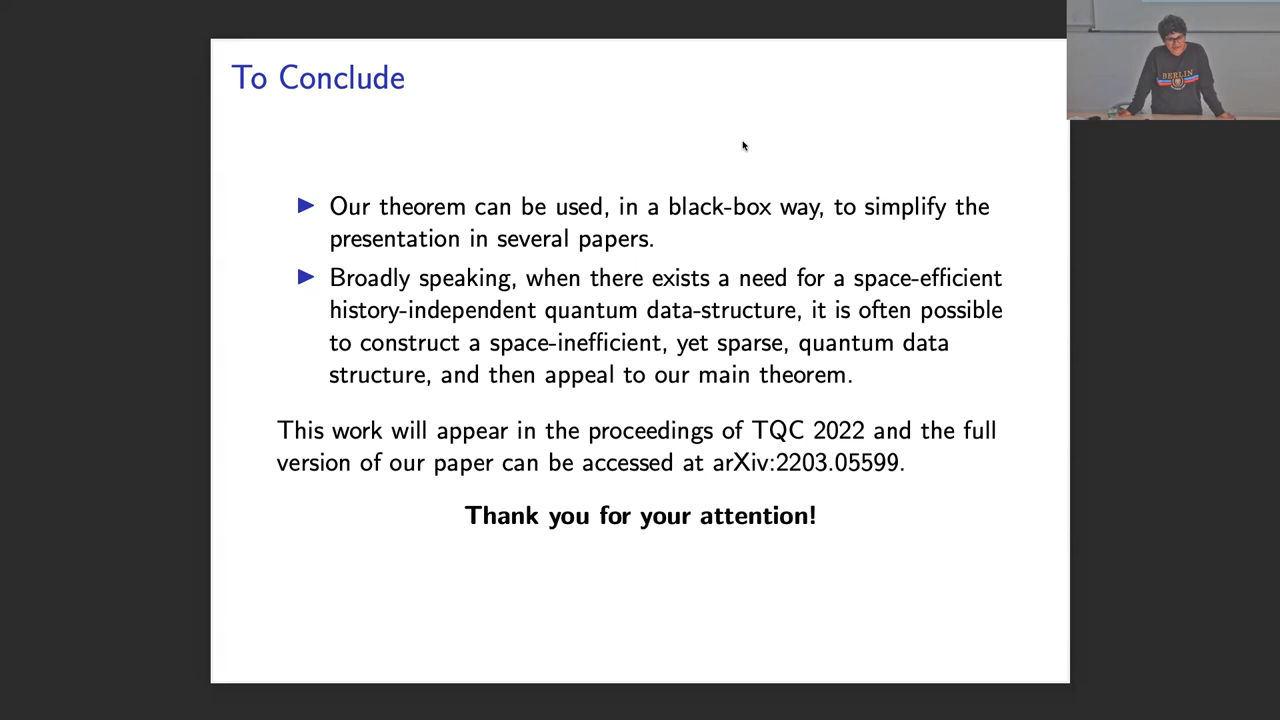 To Conclude
BERLIN
▶ Our theorem can be used, in a black-box way, to simplify the
presentation in several papers.
▶ Broadly speaking, when there exists a need for a space-efficient
history-independent quantum data-structure, it is often possible
to construct a space-inefficient, yet sparse, quantum data
structure, and then appeal to our main theorem.
This work will appear in the proceedings of TQC 2022 and the full
version of our paper can be accessed at arXiv:2203.05599.
Thank you for your attention!